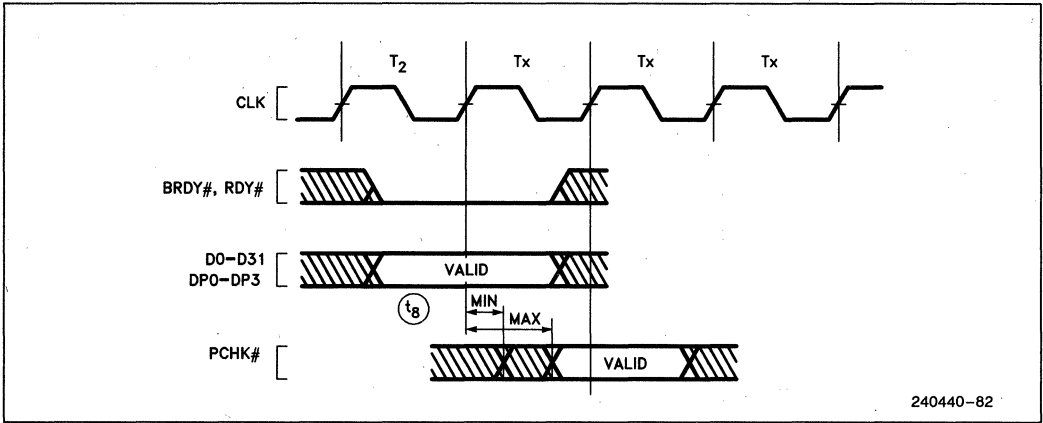 T2 Tx Tx Tx
CLK
BRDY#, RDY#
D0-D31
DP0-DP3
VALID
t8
MIN
MAX
PCHK#
VALID
240440-82